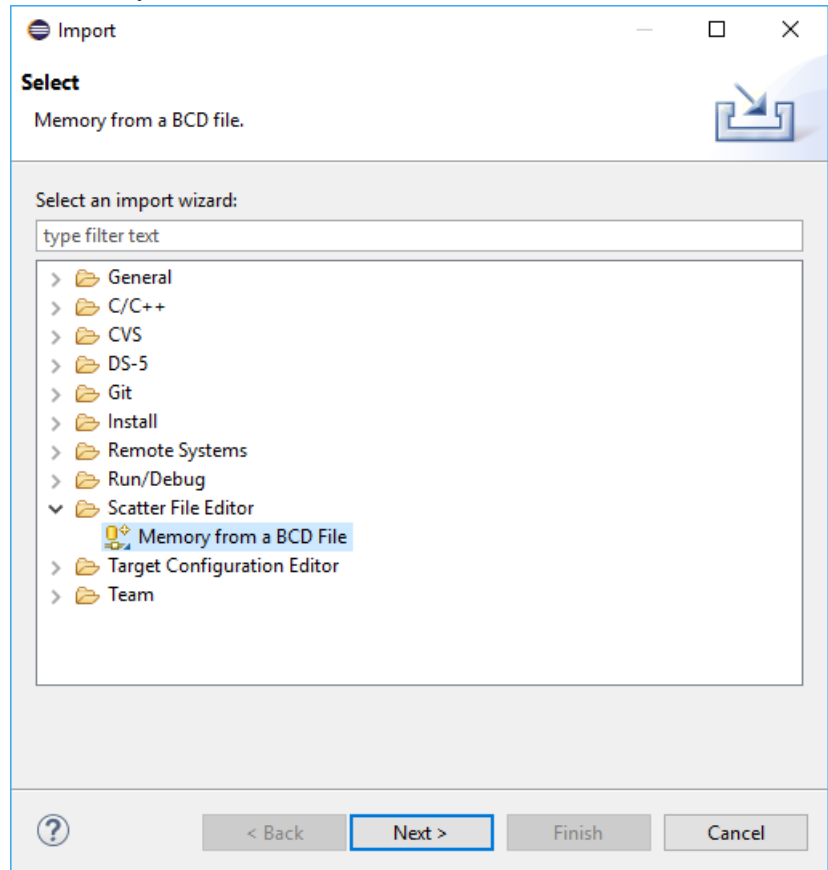 Import
Select
Memory from a BCD file.
Select an import wizard:
type filter text
General
C/C++
CVS
DS-5
Git
Install
Remote Systems
Run/Debug
Scatter File Editor
Memory from a BCD File
Target Configuration Editor
Team
? < Back Next > Finish Cancel